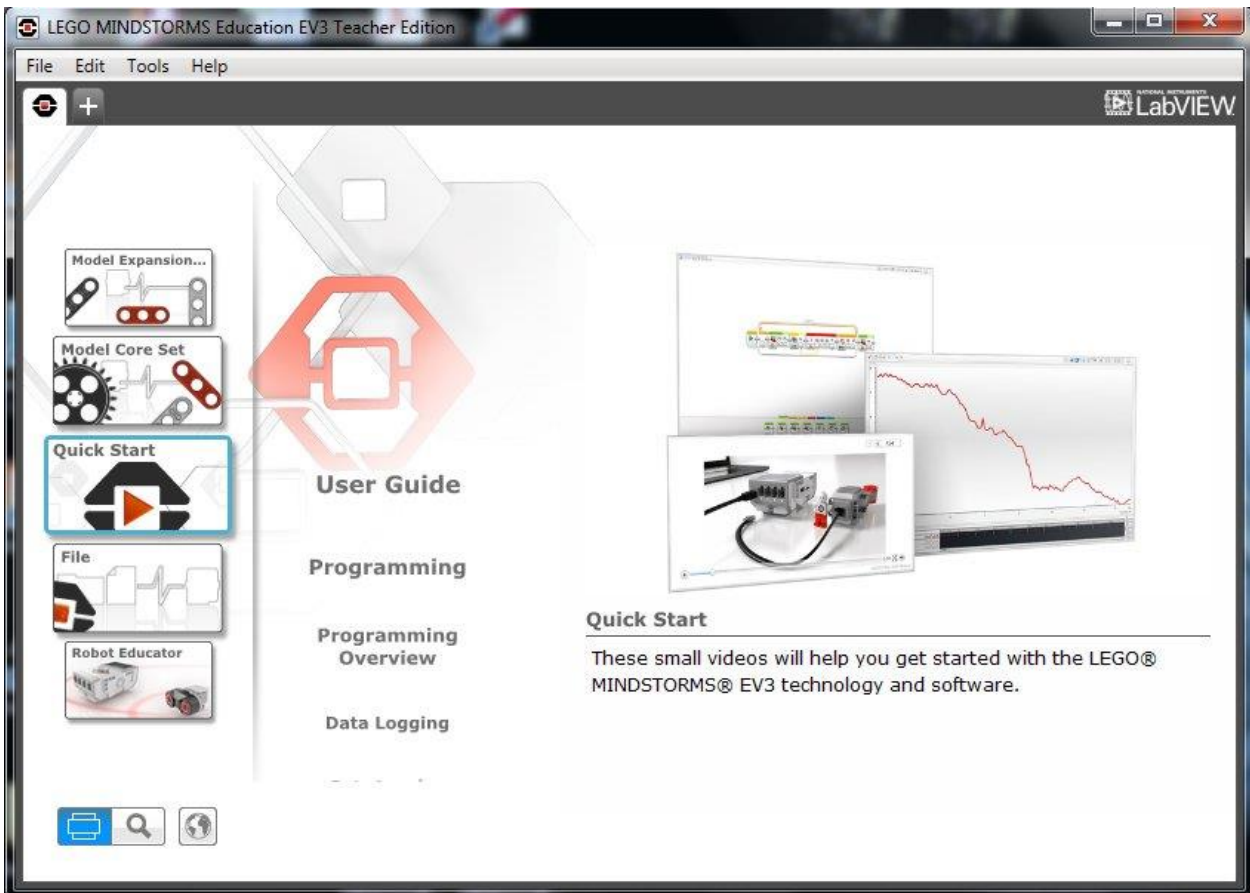 LEGO MINDSTORMS Education EV3 Teacher Edition
File Edit Tools Help
NATIONAL INSTRUMENTS
LabVIEW
Model Expansion...
Model Core Set
Quick Start
File
Robot Educator
User Guide
Programming
Programming
Overview
Data Logging
Quick Start
These small videos will help you get started with the LEGO®
MINDSTORMS® EV3 technology and software.